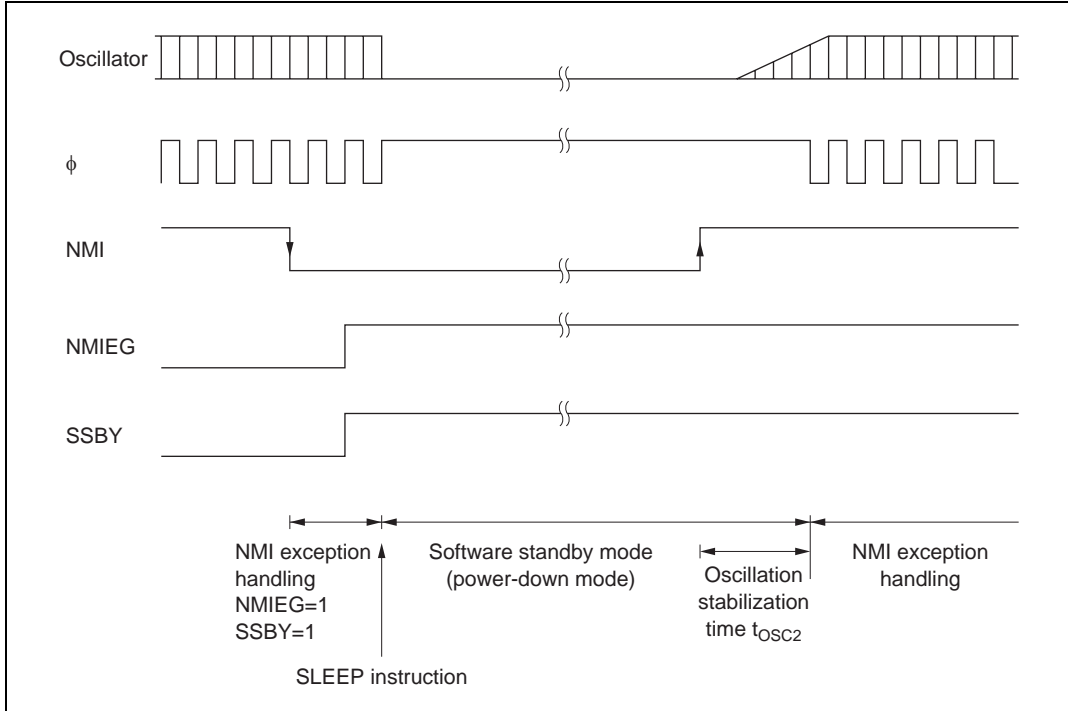 Oscillator
ϕ
NMI
NMIEG
SSBY
NMI exception
handling
NMIEG=1
SSBY=1
SLEEP instruction
Software standby mode
(power-down mode)
Oscillation
stabilization
time tOSC2
NMI exception
handling